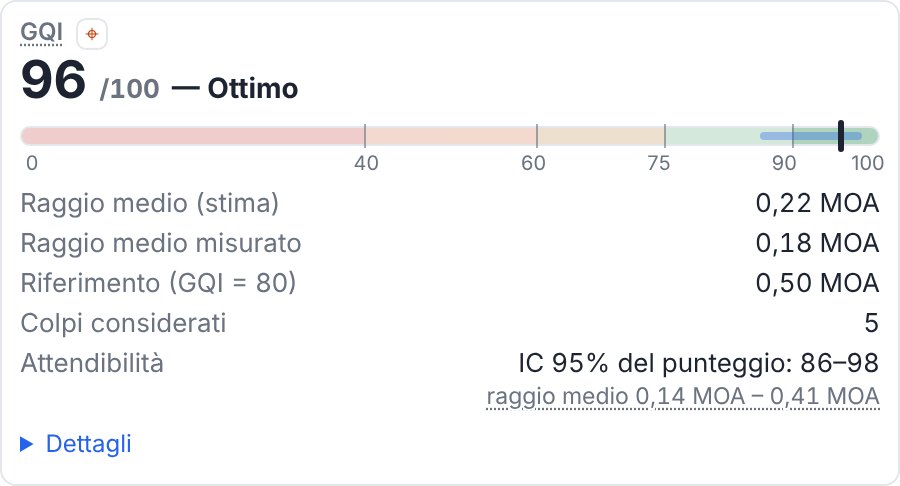 GQI
96 /100 — Ottimo
0 40 60 75 90 100
Raggio medio (stima) 0,22 MOA
Raggio medio misurato 0,18 MOA
Riferimento (GQI = 80) 0,50 MOA
Colpi considerati 5
Attendibilità IC 95% del punteggio: 86–98
raggio medio 0,14 MOA – 0,41 MOA
Dettagli